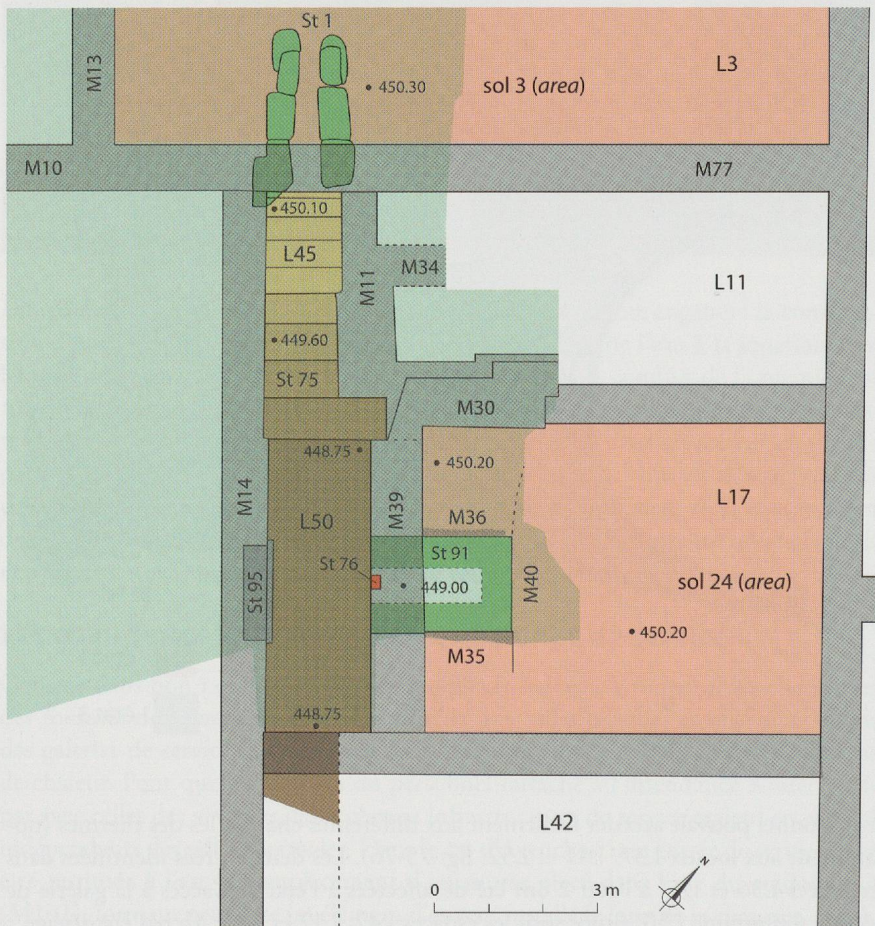 St 1
M13
450.30
sol 3 (area)
L3
M10
M77
450.10
L45
M11
M34
L11
449.60
St 75
M30
448.75
450.20
M14
L50
M39
M36
L17
St 91
St 76
St 95
449.00
M40
sol 24 (area)
450.20
M35
448.75
L42
0 3 m
N